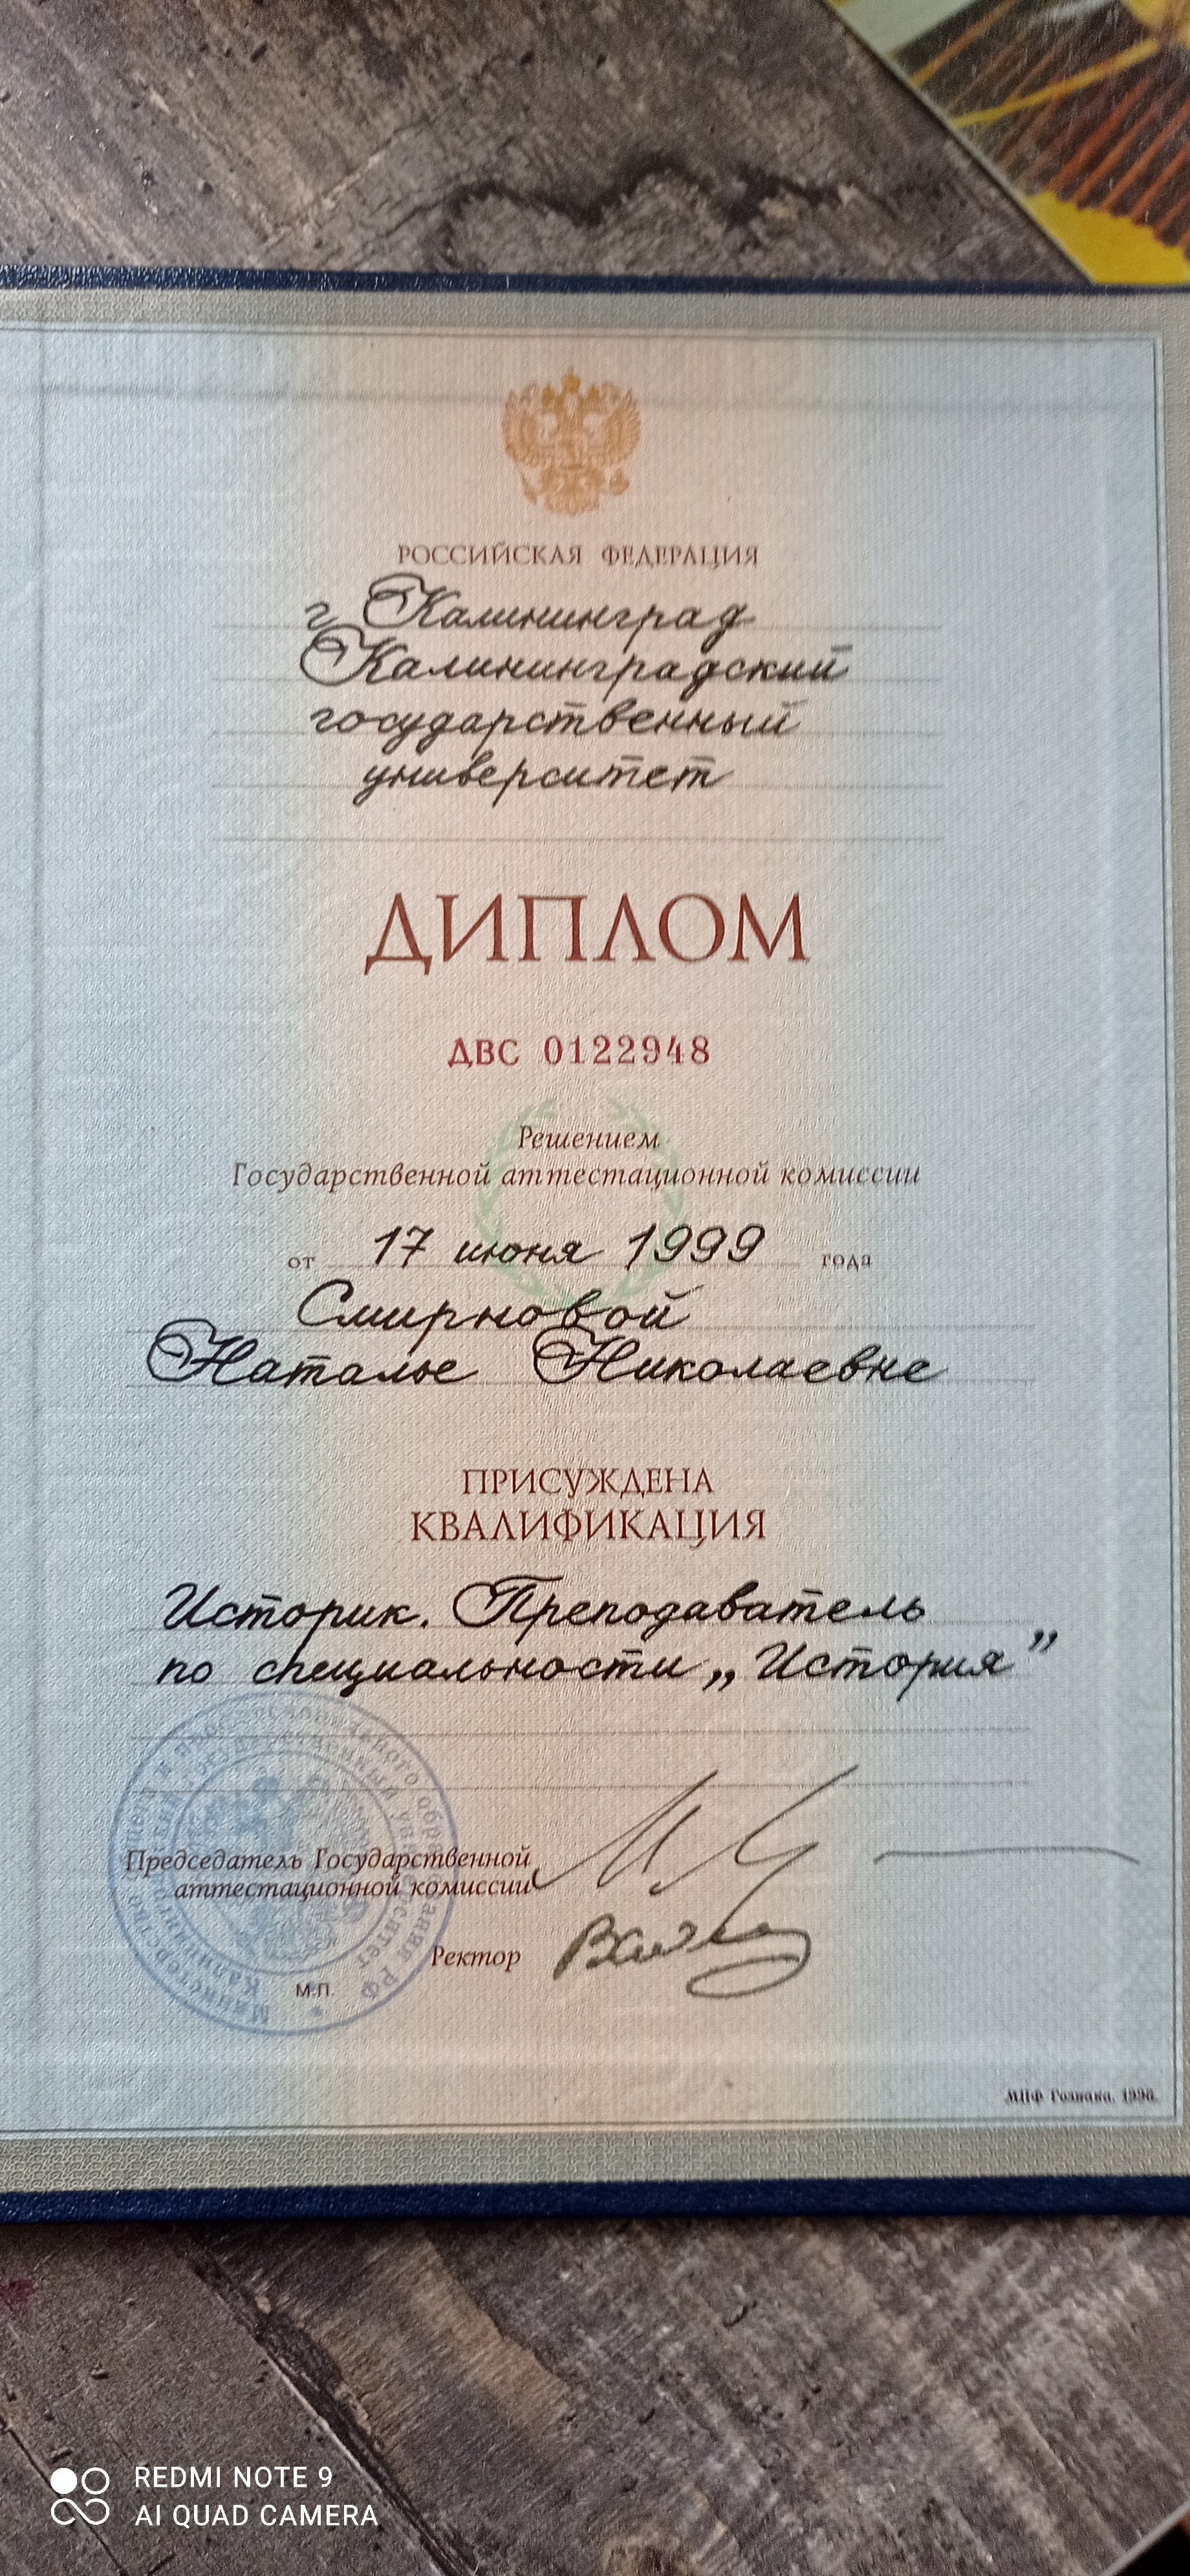 РОССИЙСКАЯ ФЕДЕРАЦИЯ
г Калининград
Калининградский
государственный
университет
ДИПЛОМ
ДВС 0122948
Решением
Государственной аттестационной комиссии
от 17 июня 1999 года
Смирновой
Наталье Николаевне
ПРИСУЖДЕНА
КВАЛИФИКАЦИЯ
Историк. Преподаватель
по специальности „История”
Председатель Государственной
аттестационной комиссии
Ректор
М.П.
МПФ Гознака. 1996.
REDMI NOTE 9
AI QUAD CAMERA